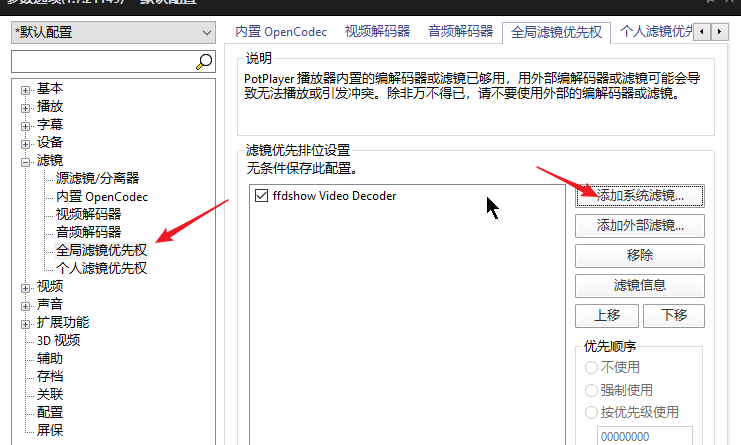 参数选项(1.7.21149) - *默认配置
*默认配置
基本
播放
字幕
设备
滤镜
源滤镜/分离器
内置 OpenCodec
视频解码器
音频解码器
全局滤镜优先权
个人滤镜优先权
视频
声音
扩展功能
3D 视频
辅助
存档
关联
配置
屏保
内置 OpenCodec 视频解码器 音频解码器 全局滤镜优先权 个人滤镜优先
说明
PotPlayer 播放器内置的编解码器或滤镜已够用，用外部编解码器或滤镜可能会导
致无法播放或引发冲突。除非万不得已，请不要使用外部的编解码器或滤镜。
滤镜优先排位设置
无条件保存此配置。
ffdshow Video Decoder
添加系统滤镜...
添加外部滤镜...
移除
滤镜信息
上移 下移
优先顺序
不使用
强制使用
按优先级使用
00000000